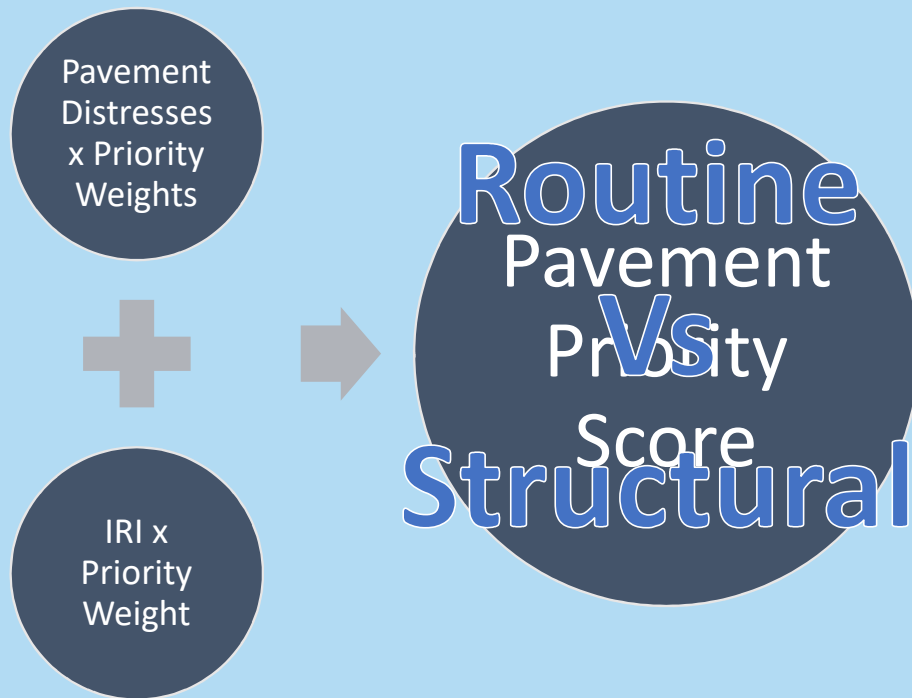 Pavement
Distresses
x Priority
Weights
IRI x
Priority
Weight
Pavement
Priority
Score
Routine
Vs
Structural